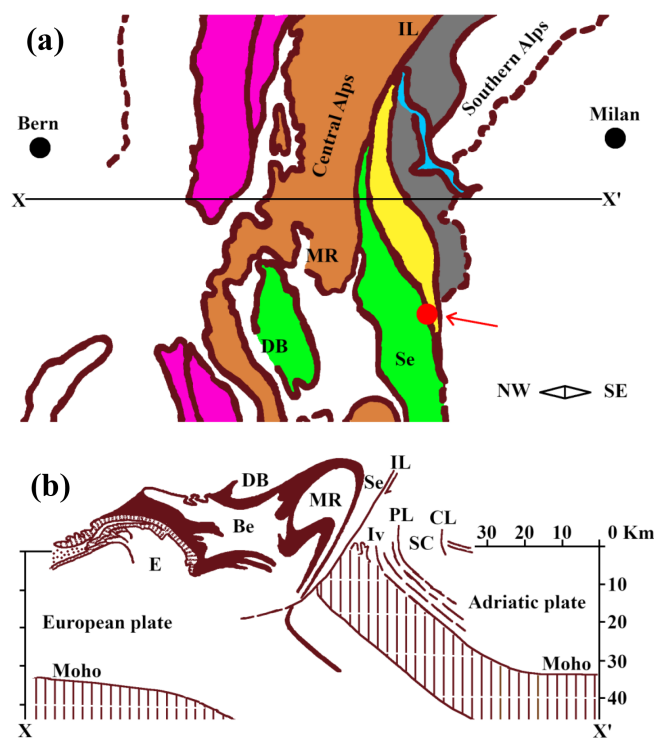 (a)
IL
Southern Alps
Bern
Central Alps
Milan
X
X'
MR
DB
Se
NW
SE
(b)
IL
DB
Se
MR
PL
CL
Be
Iv
SC
30 20 10 0 Km
E
10
European plate
Adriatic plate
20
Moho
Moho
30
40
X
X'